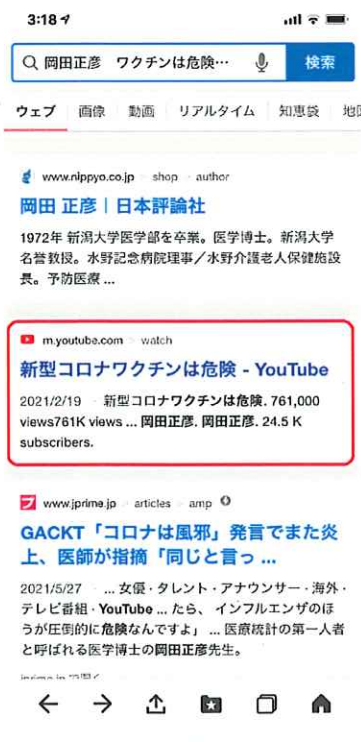 3:18
岡田正彦 ワクチンは危険…
検索
ウェブ 画像 動画 リアルタイム 知恵袋
www.nippyo.co.jp shop author
岡田 正彦 | 日本評論社
1972年 新潟大学医学部を卒業。医学博士。新潟大学
名誉教授。水野記念病院理事/水野介護老人保健施設
長。予防医療 ...
m.youtube.com watch
新型コロナワクチンは危険 - YouTube
2021/2/19 新型コロナワクチンは危険. 761,000
views761K views ... 岡田正彦. 岡田正彦. 24.5 K
subscribers.
www.jprime.jp articles amp
GACKT「コロナは風邪」発言でまた炎
上、医師が指摘「同じと言っ ...
2021/5/27 ... 女優・タレント・アナウンサー・海外・
テレビ番組・YouTube ... たら、 インフルエンザのほ
うが圧倒的に危険なんですよ」 ... 医療統計の第一人者
と呼ばれる医学博士の岡田正彦先生。